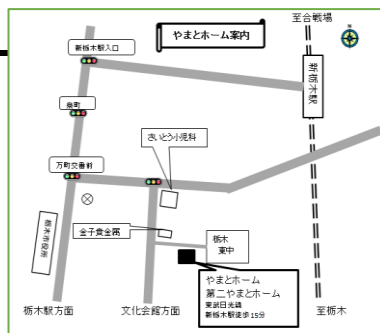 至合戦場
やまとホーム案内
新栃木駅入口
新栃木駅
さいとう小児科
万町交番前
栃木市役所
金子貴金属
栃木
東中
やまとホーム
第二やまとホーム
東武日光線
新栃木駅徒歩15分
栃木駅方面
文化会館方面
至栃木